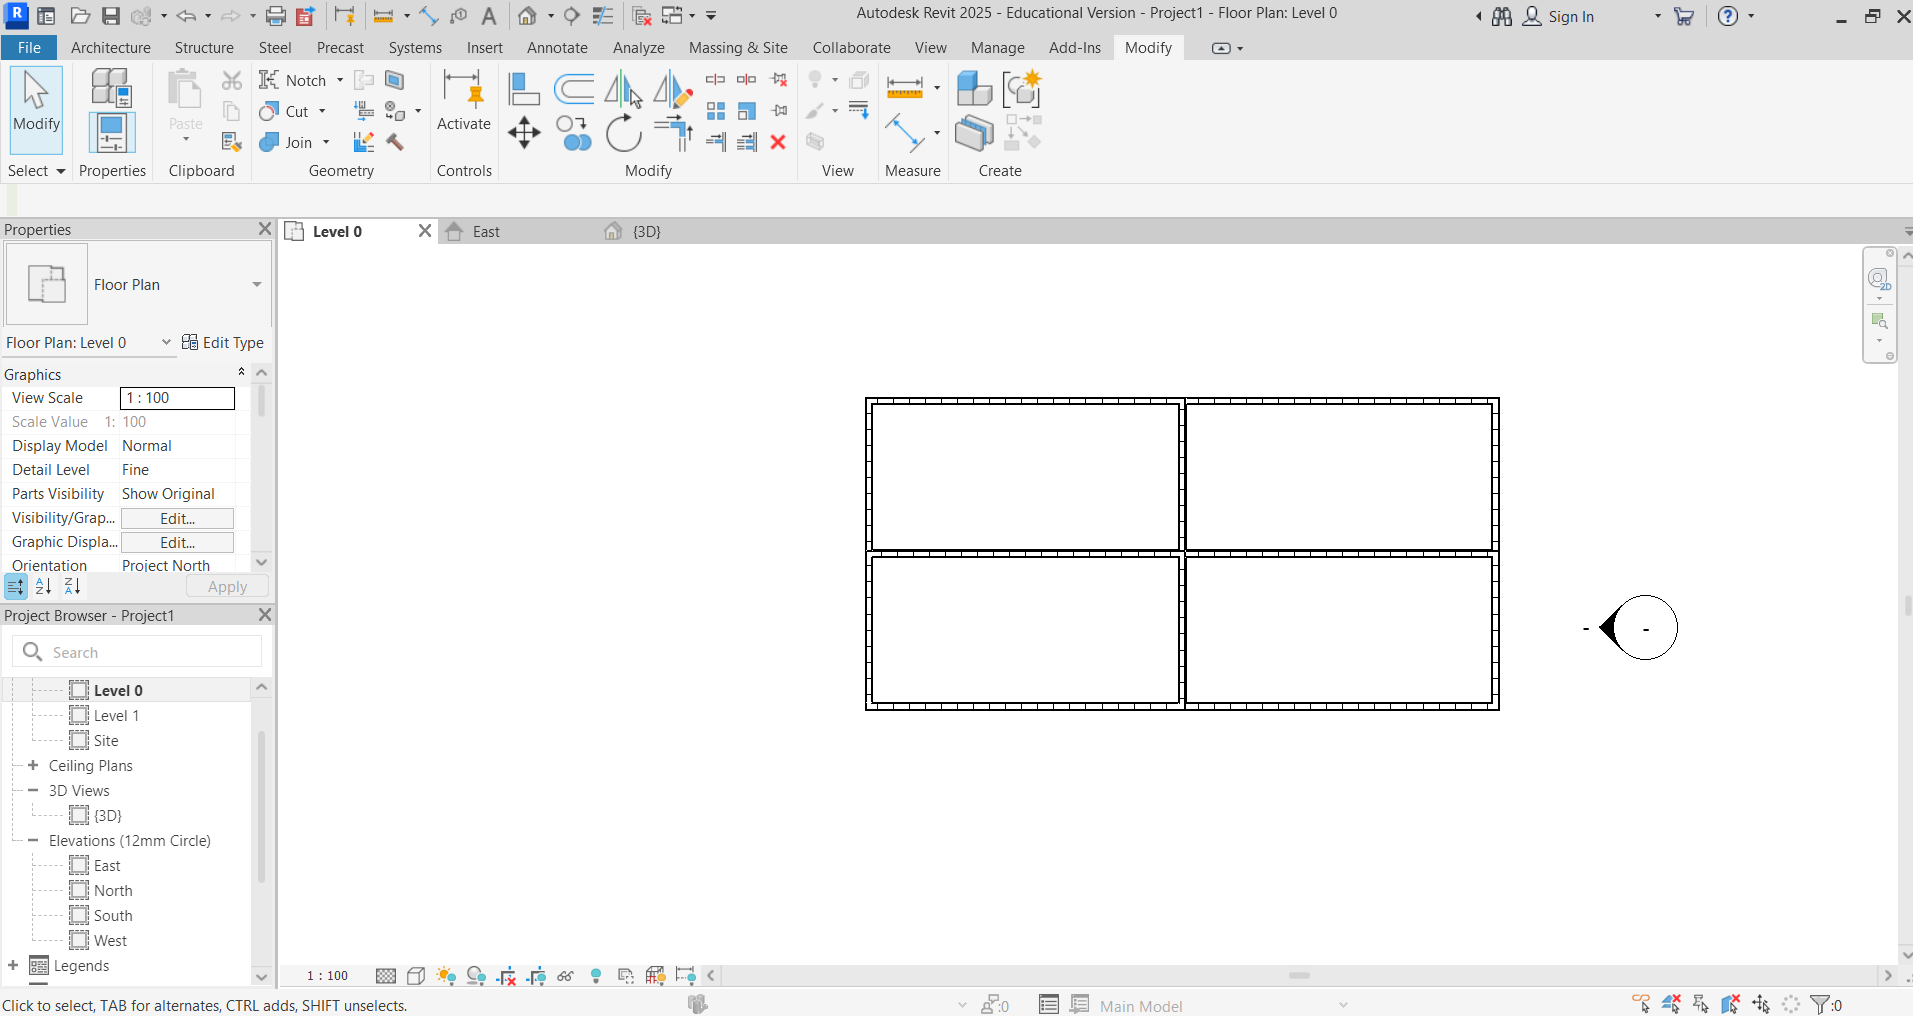 Autodesk Revit 2025 - Educational Version - Project1 - Floor Plan: Level 0
Sign In
File Architecture Structure Steel Precast Systems Insert Annotate Analyze Massing & Site Collaborate View Manage Add-Ins Modify
Modify
Paste
Notch
Cut
Join
Activate
Select Properties Clipboard Geometry Controls Modify View Measure Create
Properties
Level 0
East
{3D}
Floor Plan
Floor Plan: Level 0
Edit Type
Graphics
View Scale 1 : 100
Scale Value 1: 100
Display Model Normal
Detail Level Fine
Parts Visibility Show Original
Visibility/Grap... Edit...
Graphic Displa... Edit...
Orientation Project North
Apply
Project Browser - Project1
Search
Level 0
Level 1
Site
Ceiling Plans
3D Views
{3D}
Elevations (12mm Circle)
East
North
South
West
Legends
2D
- -
1 : 100
Click to select, TAB for alternates, CTRL adds, SHIFT unselects.
:0
Main Model
:0